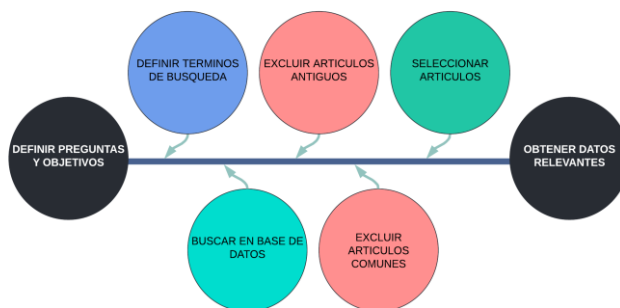 DEFINIR TERMINOS
DE BUSQUEDA
EXCLUIR ARTICULOS
ANTIGUOS
SELECCIONAR
ARTICULOS
DEFINIR PREGUNTAS
Y OBJETIVOS
OBTENER DATOS
RELEVANTES
BUSCAR EN BASE DE
DATOS
EXCLUIR
ARTICULOS
COMUNES